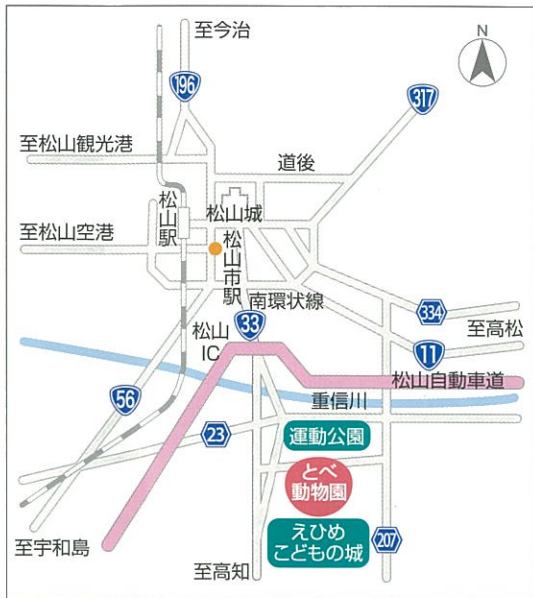 至今治
N
196
317
至松山観光港
道後
松山駅
松山城
至松山空港
松山市駅
南環状線
334
至高松
松山
IC
33
11
松山自動車道
56
重信川
23
運動公園
とべ
動物園
えひめ
こどもの城
207
至宇和島
至高知